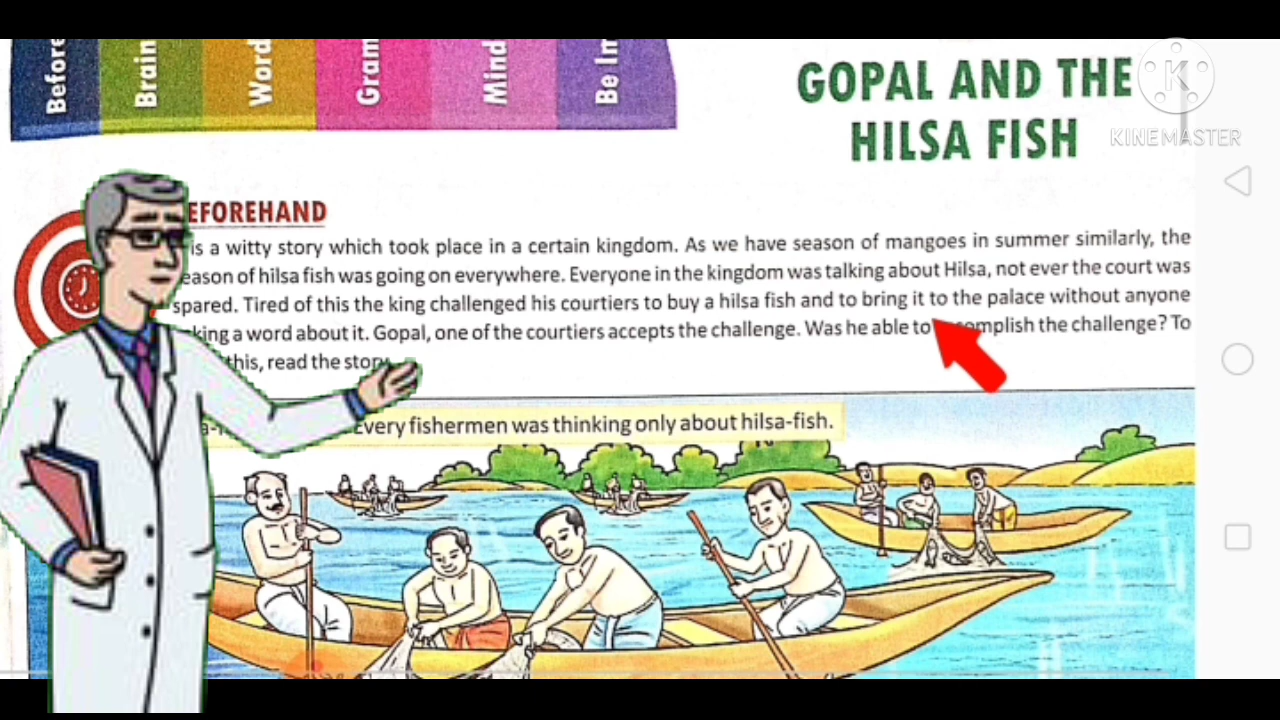 Before
Brain
Word
Gram
Mind
Be Im
GOPAL AND THE
HILSA FISH
KINEMASTER
EFOREHAND
is a witty story which took place in a certain kingdom. As we have season of mangoes in summer similarly, the
eason of hilsa fish was going on everywhere. Everyone in the kingdom was talking about Hilsa, not ever the court was
spared. Tired of this the king challenged his courtiers to buy a hilsa fish and to bring it to the palace without anyone
king a word about it. Gopal, one of the courtiers accepts the challenge. Was he able to complish the challenge? To
this, read the story
Every fishermen was thinking only about hilsa-fish.